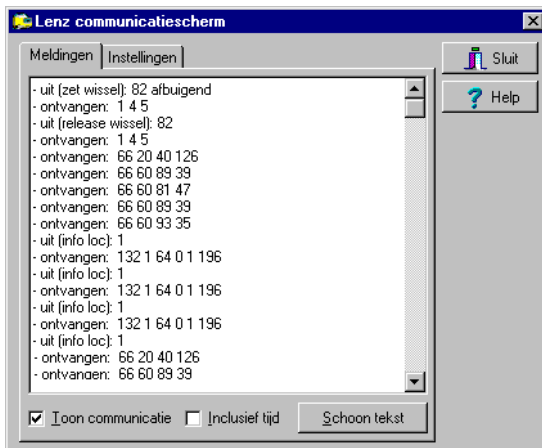 Lenz communicatiescherm
Meldingen Instellingen
Sluit
Help
- uit (zet wissel): 82 afbuigend
- ontvangen: 1 4 5
- uit (release wissel): 82
- ontvangen: 1 4 5
- ontvangen: 66 20 40 126
- ontvangen: 66 60 89 39
- ontvangen: 66 60 81 47
- ontvangen: 66 60 89 39
- ontvangen: 66 60 93 35
- uit (info loc): 1
- ontvangen: 132 1 64 0 1 196
- uit (info loc): 1
- ontvangen: 132 1 64 0 1 196
- uit (info loc): 1
- ontvangen: 132 1 64 0 1 196
- uit (info loc): 1
- ontvangen: 66 20 40 126
- ontvangen: 66 60 89 39
Toon communicatie Inclusief tijd Schoon tekst